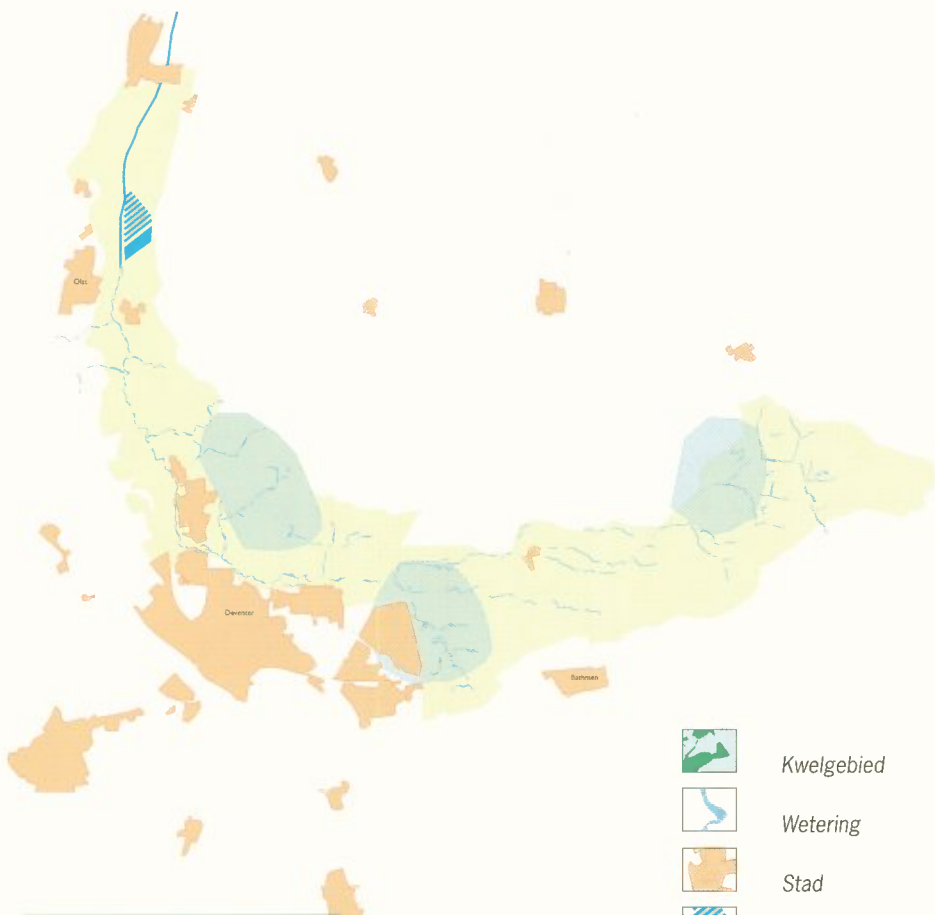 Olst
Deventer
Bathmen
Kwelgebied
Wetering
Stad